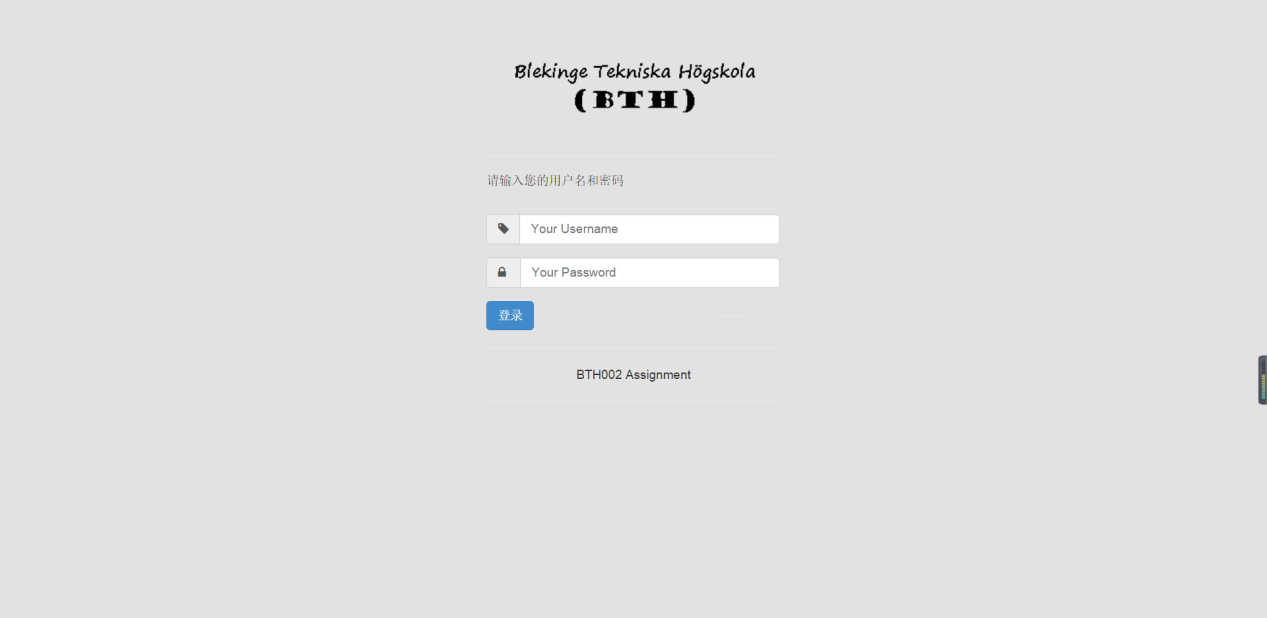 Blekinge Tekniska Högskola
(BTH)
请输入您的用户名和密码
Your Username
Your Password
登录
BTH002 Assignment